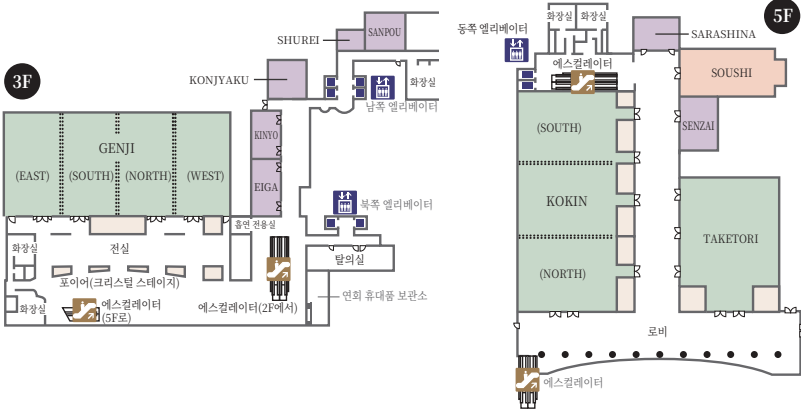 3F
SHUREI
SANPOU
KONJYAKU
화장실
남쪽 엘리베이터
GENJI
(EAST)
(SOUTH)
(NORTH)
(WEST)
KINYO
EIGA
북쪽 엘리베이터
흡연 전용실
화장실
전실
탈의실
포이어(크리스털 스테이지)
화장실
에스컬레이터
(5F로)
에스컬레이터(2F에서)
연회 휴대품 보관소
5F
동쪽 엘리베이터
화장실
화장실
SARASHINA
에스컬레이터
SOUSHI
(SOUTH)
SENZAI
KOKIN
TAKETORI
(NORTH)
로비
에스컬레이터